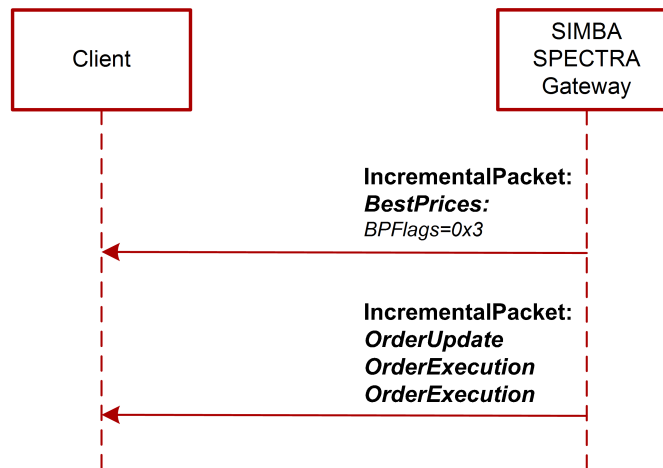 Client
SIMBA
SPECTRA
Gateway
IncrementalPacket:
BestPrices:
BPFlags=0x3
IncrementalPacket:
OrderUpdate
OrderExecution
OrderExecution